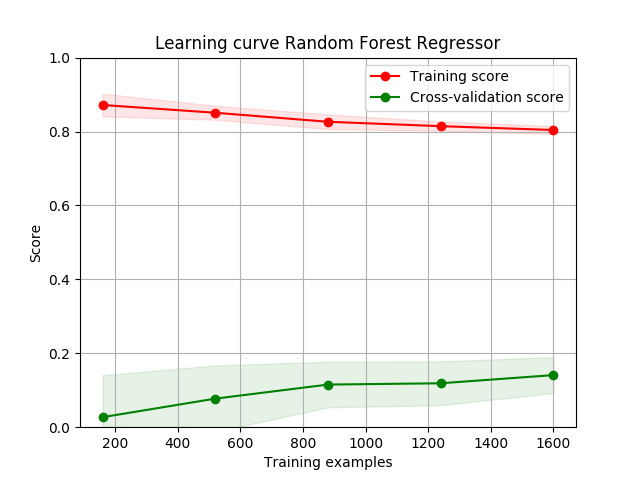 Learning curve Random Forest Regressor
1.0
0.8
0.6
0.4
0.2
0.0
Score
Training score
Cross-validation score
200 400 600 800 1000 1200 1400 1600
Training examples